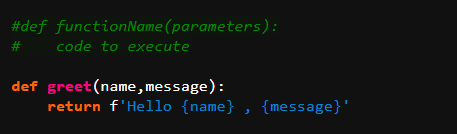 #def functionName(parameters):
#    code to execute
def greet(name,message):
    return f'Hello {name} , {message}'